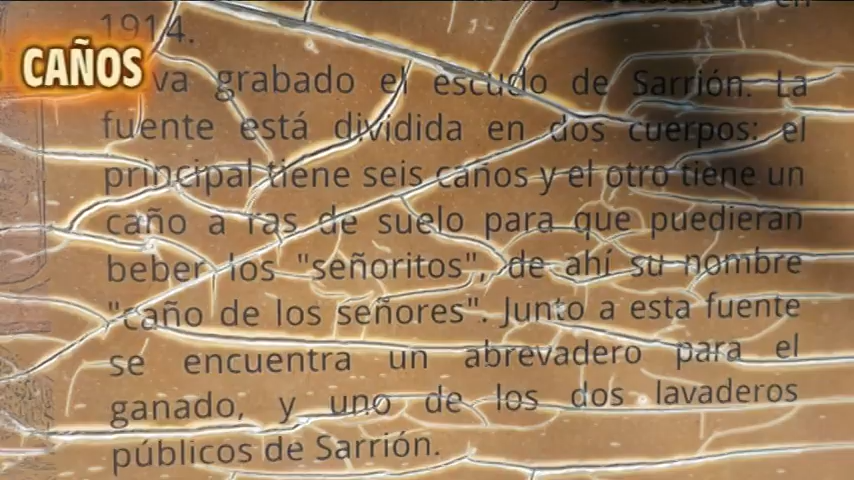 1914.
CAÑOS
va grabado el escudo de Sarrión. La
fuente está dividida en dos cuerpos: el
principal tiene seis caños y el otro tiene un
caño a ras de suelo para que puedieran
beber los "señoritos", de ahí su nombre
"caño de los señores". Junto a esta fuente
se encuentra un abrevadero para el
ganado, y uno de los dos lavaderos
públicos de Sarrión.